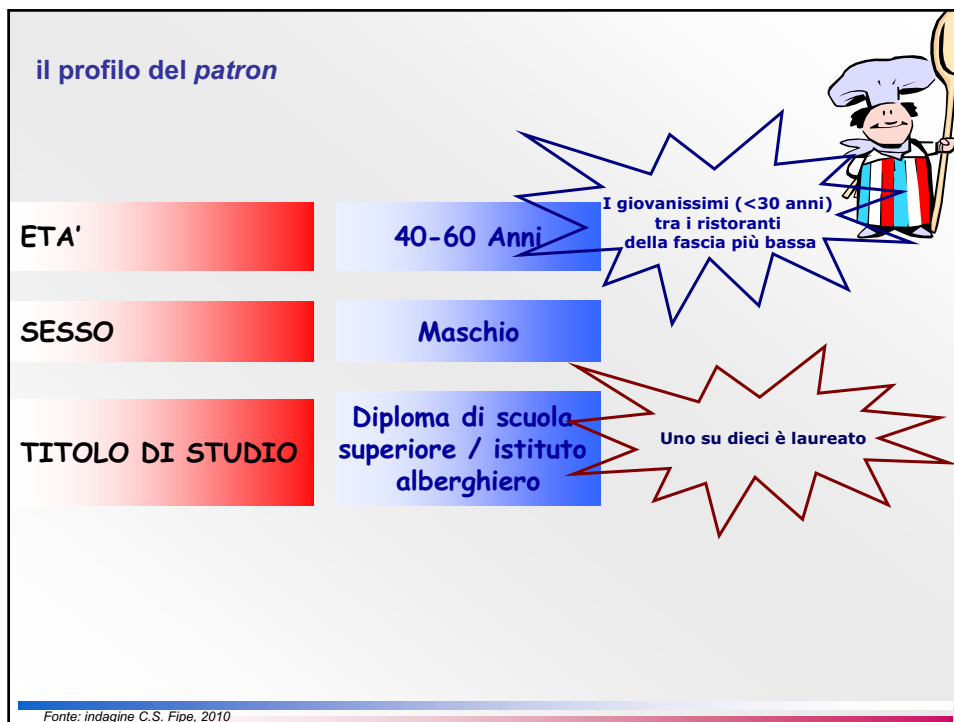 il profilo del patron
ETA'
40-60 Anni
I giovanissimi (<30 anni)
tra i ristoranti
della fascia più bassa
SESSO
Maschio
TITOLO DI STUDIO
Diploma di scuola
superiore / istituto
alberghiero
Uno su dieci è laureato
Fonte: indagine C.S. Fipe, 2010